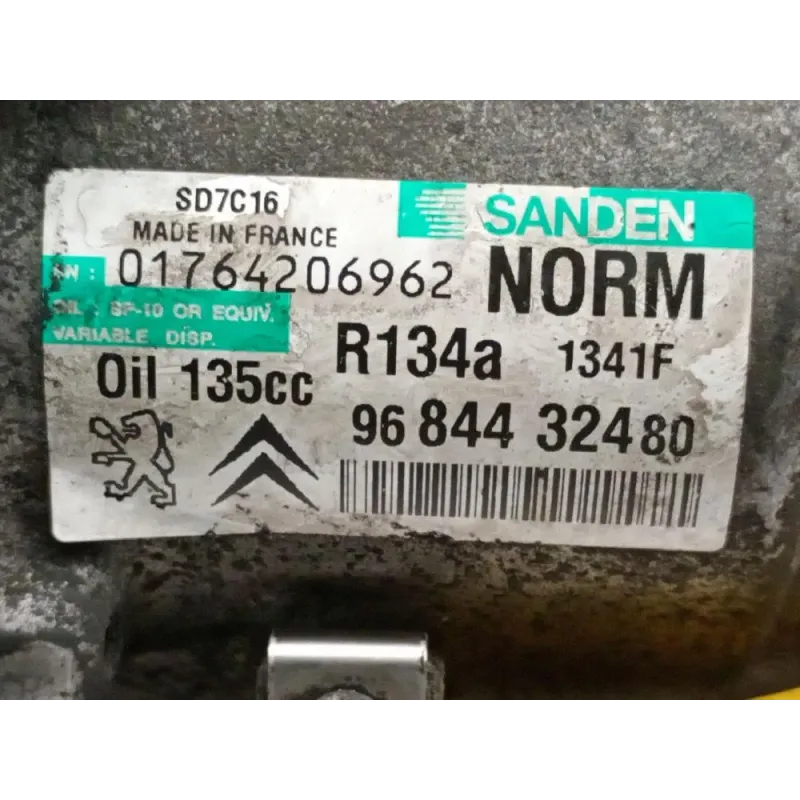 SD7C16
SANDEN
MADE IN FRANCE
SN : 01764206962
NORM
OIL : SP-10 OR EQUIV.
VARIABLE DISP.
R134a 1341F
Oil 135cc
96 844 324 80